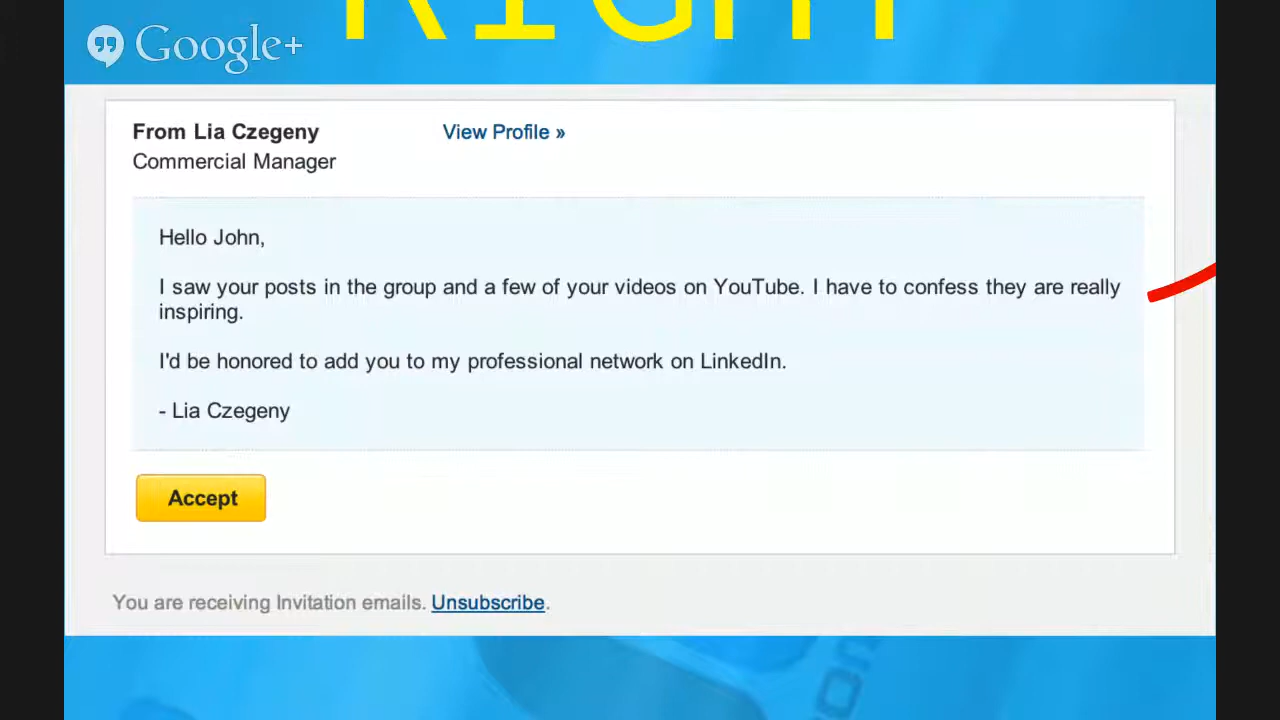 RIGHT
Google+
From Lia Czegeny
View Profile »
Commercial Manager
Hello John,
I saw your posts in the group and a few of your videos on YouTube. I have to confess they are really
inspiring.
I'd be honored to add you to my professional network on LinkedIn.
- Lia Czegeny
Accept
You are receiving Invitation emails. Unsubscribe.